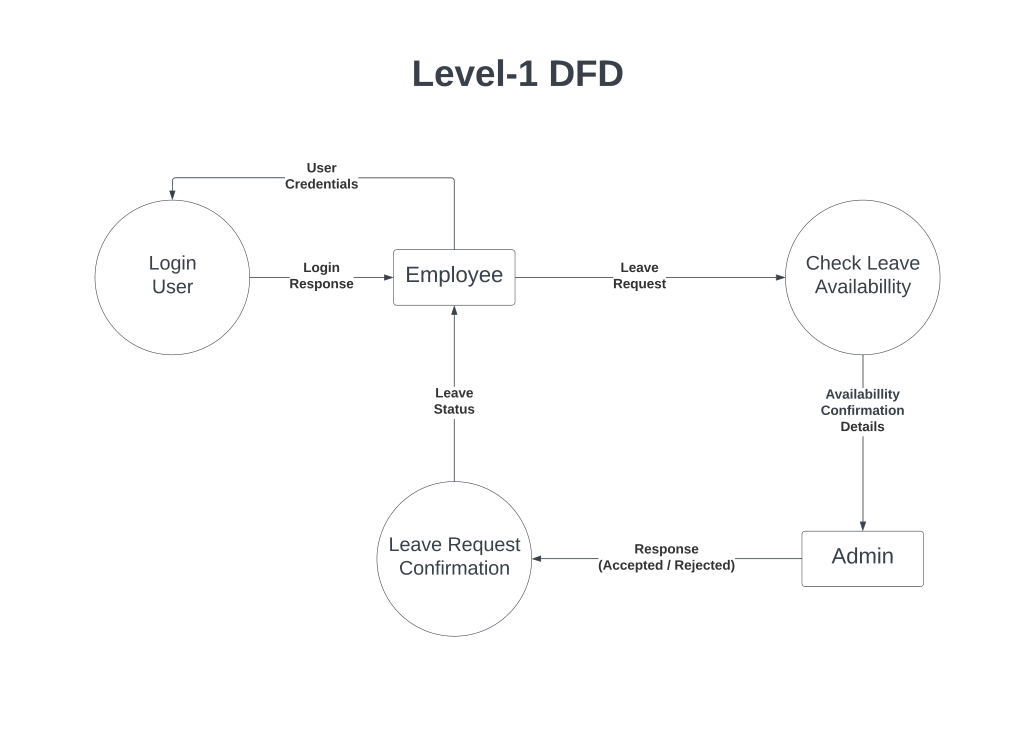 Level-1 DFD
User
Credentials
Login
User
Login
Response
Employee
Leave
Request
Check Leave
Availabillity
Leave
Status
Availabillity
Confirmation
Details
Leave Request
Confirmation
Response
(Accepted / Rejected)
Admin